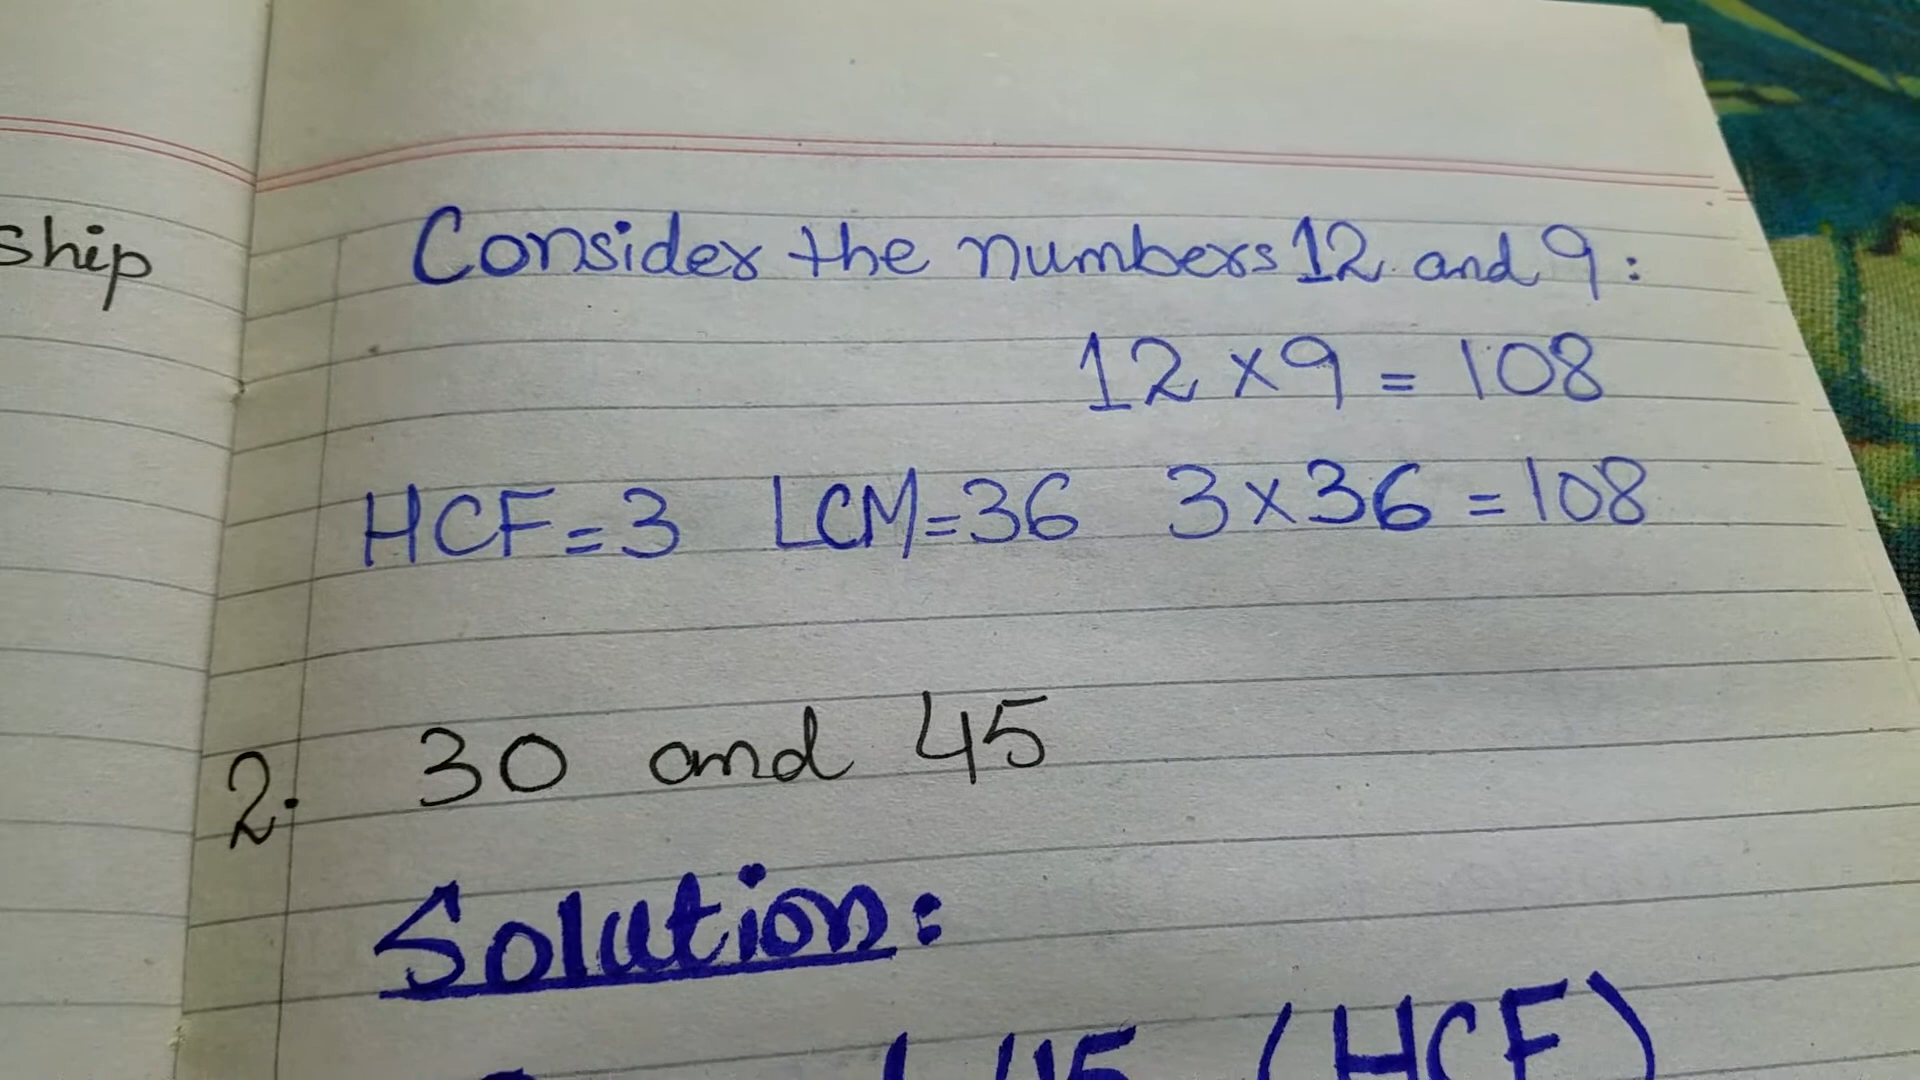 ship
Consider the numbers 12 and 9:
12 × 9 = 108
HCF = 3 LCM = 36 3 × 36 = 108
2. 30 and 45
Solution:
45 (HCF)